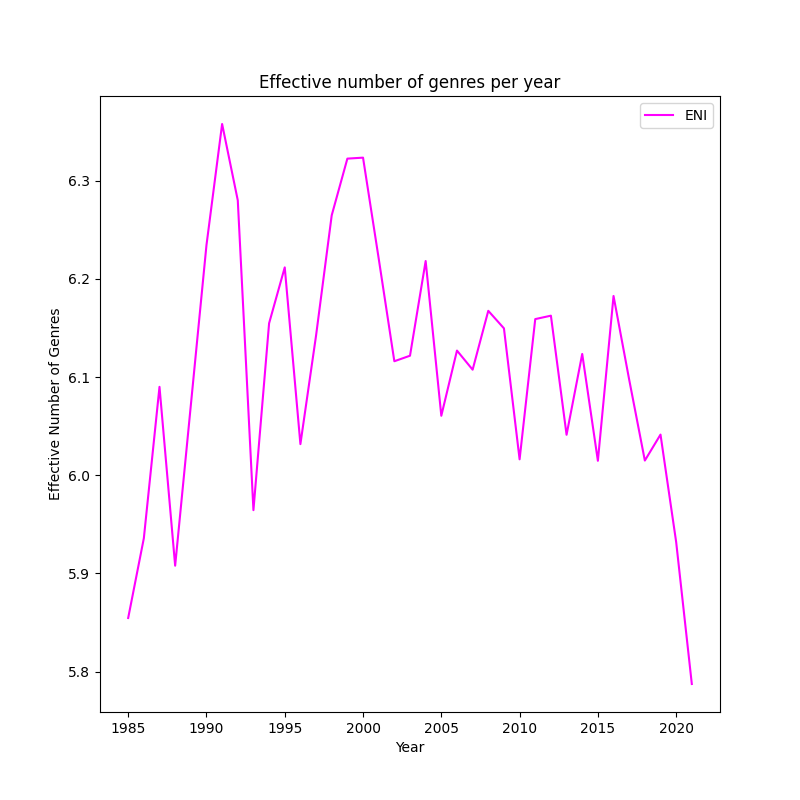 Effective number of genres per year
ENI
6.3
6.2
6.1
6.0
5.9
5.8
Effective Number of Genres
1985 1990 1995 2000 2005 2010 2015 2020
Year